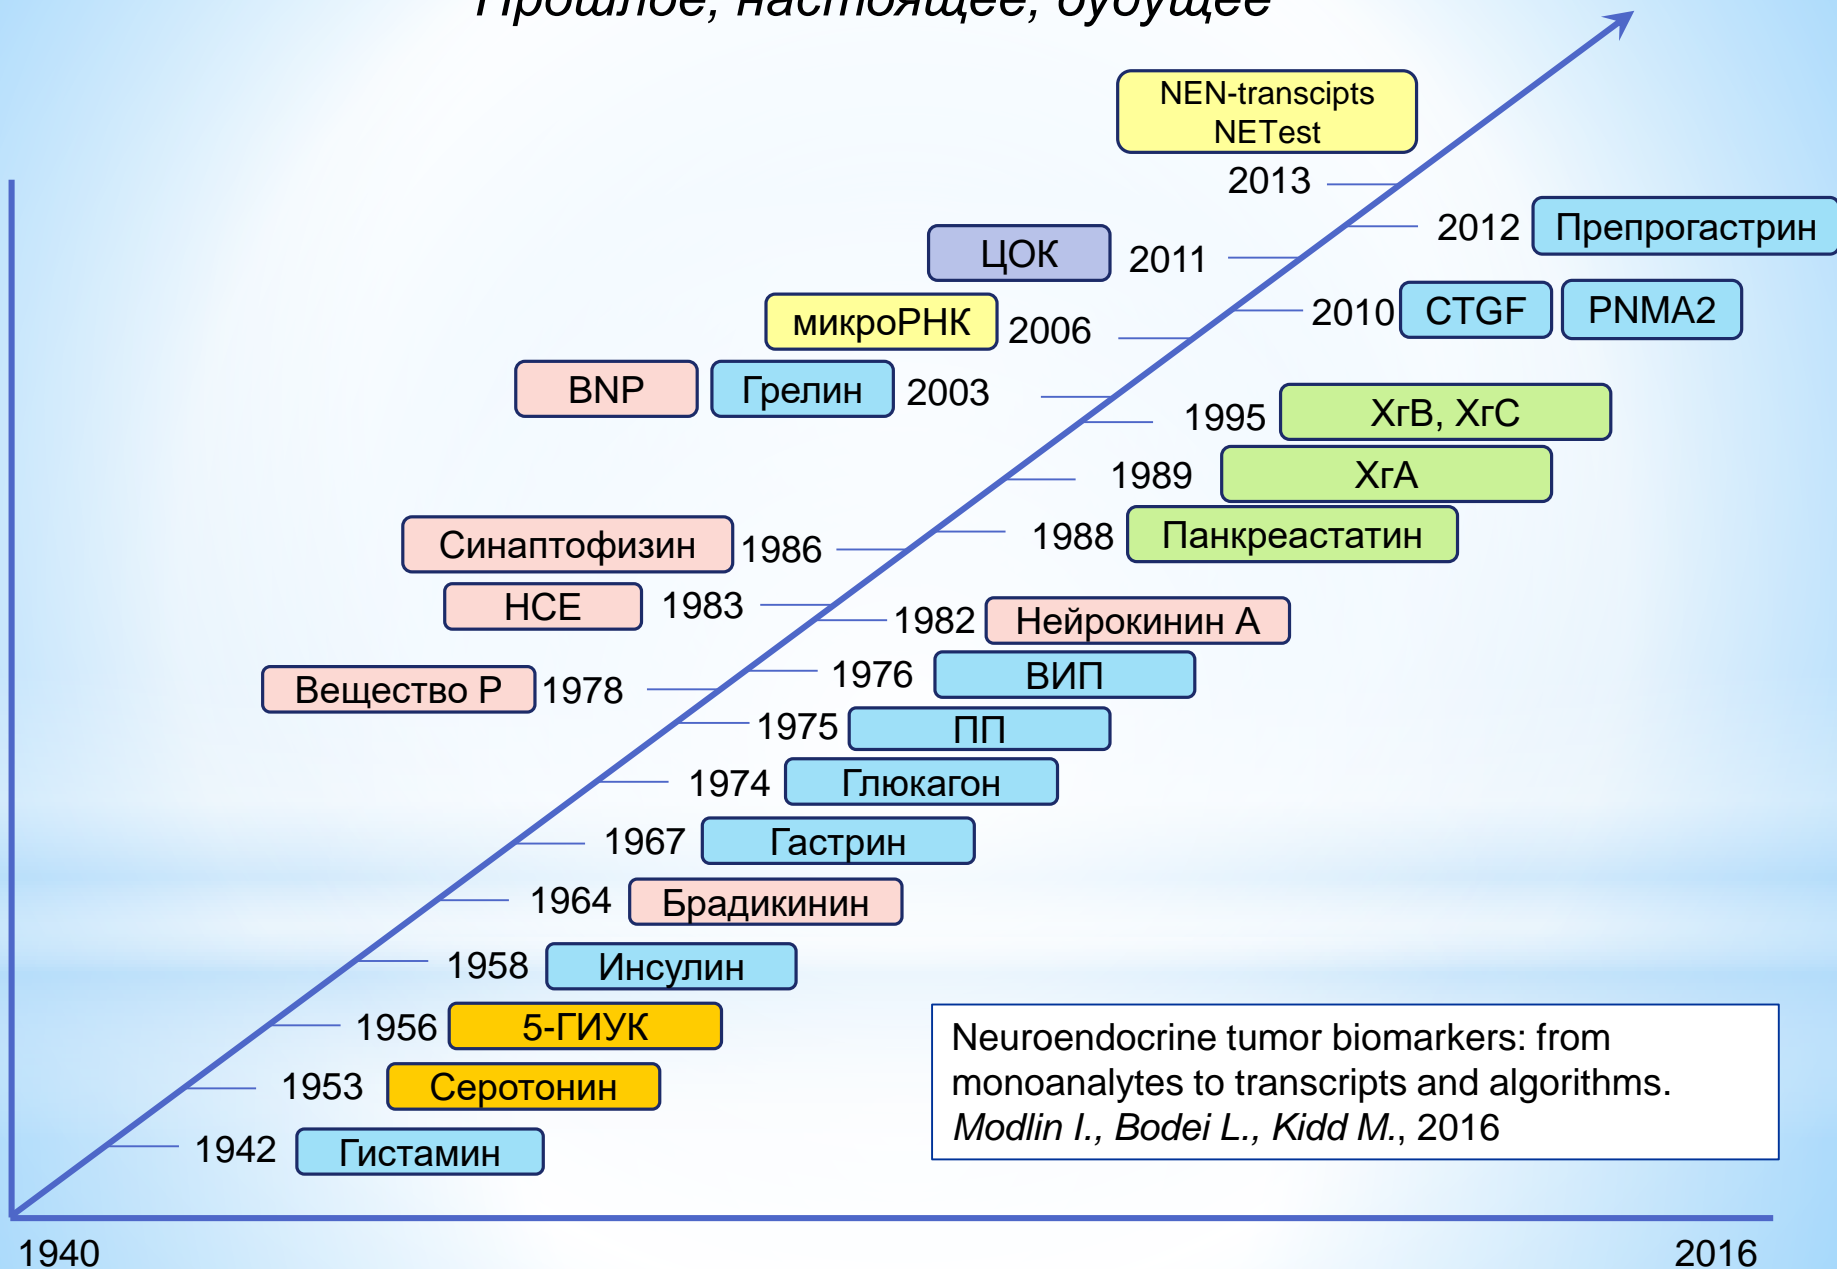 Прошлое, настоящее, будущее
NEN-transcipts
NETest
2013
2012 Препрогастрин
ЦОК 2011
2010 CTGF PNMA2
микроРНК 2006
BNP Грелин 2003
1995 ХгВ, ХгС
1989 ХгА
1988 Панкреастатин
Синаптофизин 1986
НСЕ 1983
1982 Нейрокинин А
1976 ВИП
Вещество Р 1978
1975 ПП
1974 Глюкагон
1967 Гастрин
1964 Брадикинин
1958 Инсулин
1956 5-ГИУК
1953 Серотонин
1942 Гистамин
Neuroendocrine tumor biomarkers: from
monoanalytes to transcripts and algorithms.
Modlin I., Bodei L., Kidd M., 2016
1940 2016